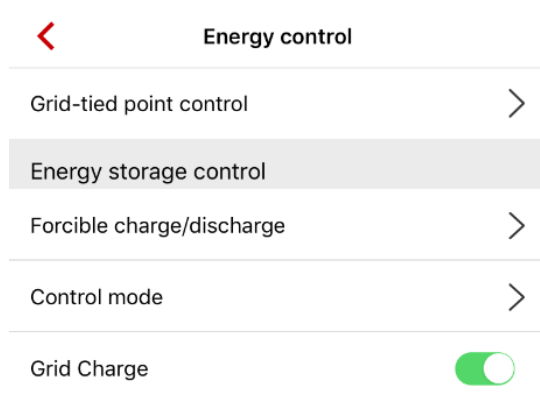 Energy control
Grid-tied point control
Energy storage control
Forcible charge/discharge
Control mode
Grid Charge